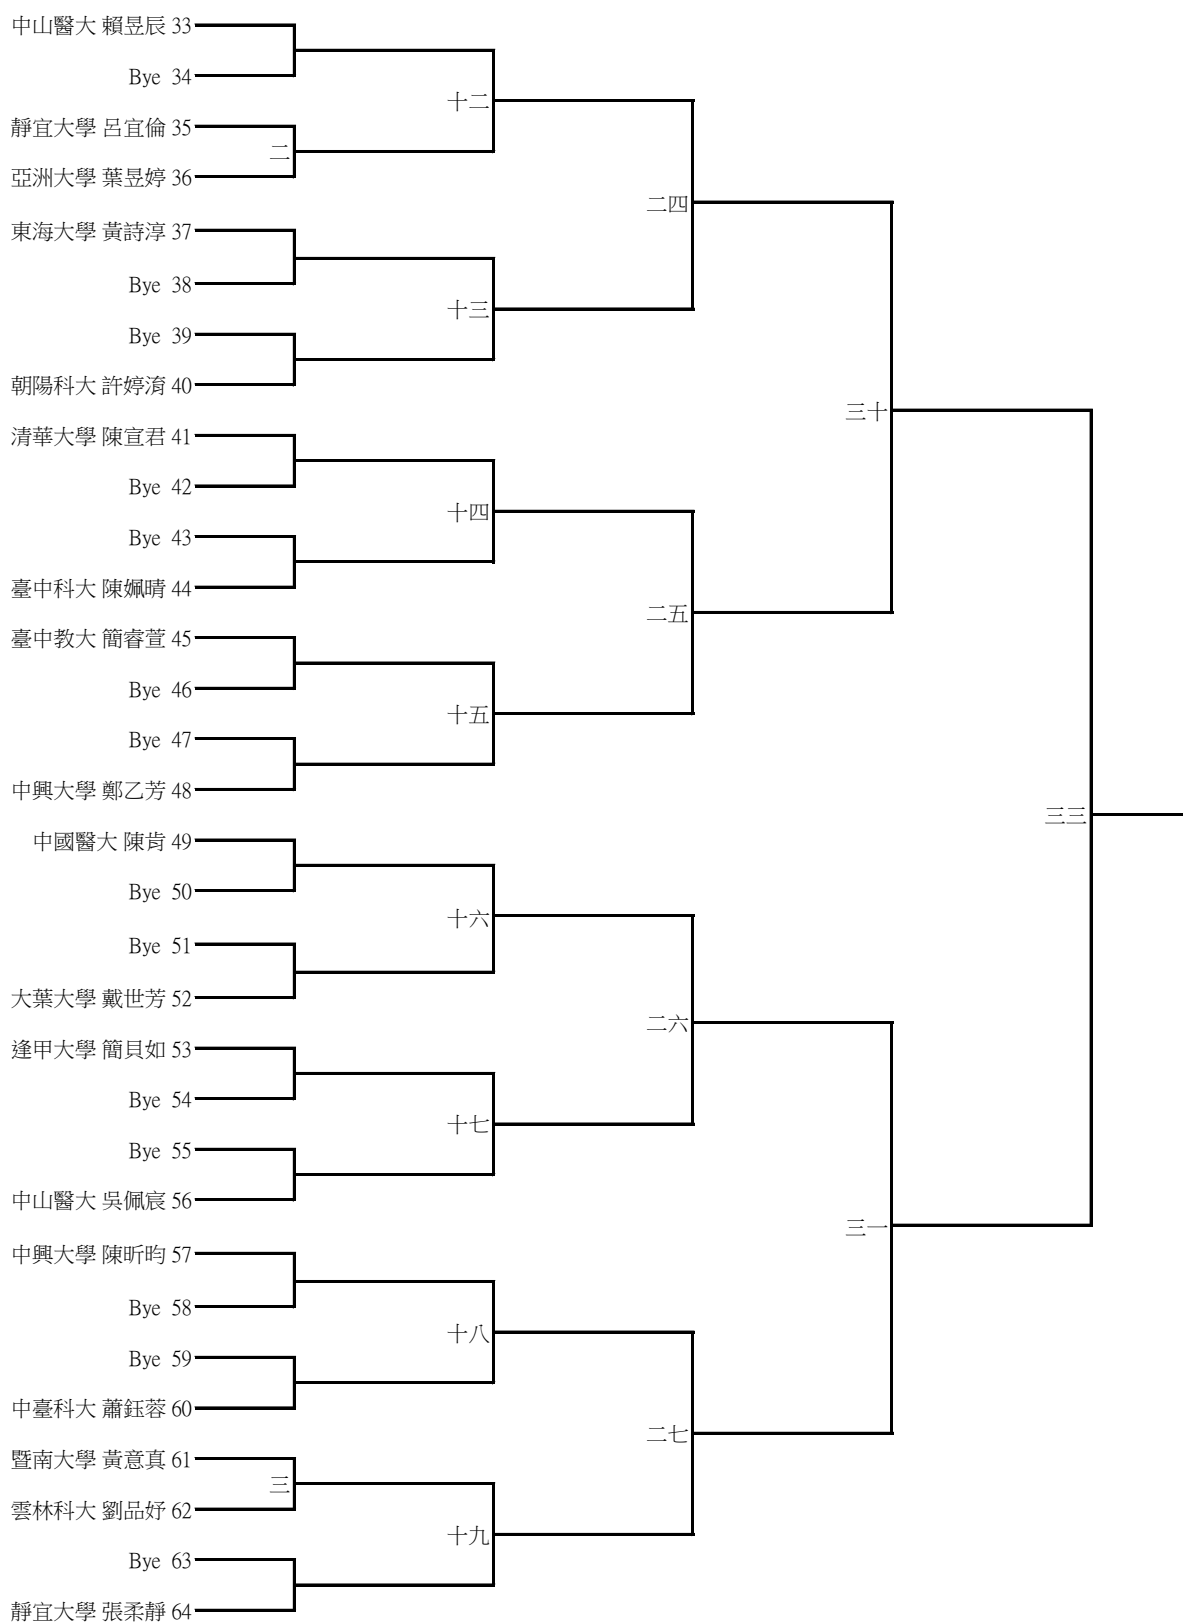 中山醫大 賴昱辰 33
Bye 34
十二
靜宜大學 呂宜倫 35
二
亞洲大學 葉昱婷 36
二四
東海大學 黃詩淳 37
Bye 38
十三
Bye 39
朝陽科大 許婷淯 40
三十
清華大學 陳宣君 41
Bye 42
十四
Bye 43
臺中科大 陳姵晴 44
二五
臺中教大 簡睿萱 45
Bye 46
十五
Bye 47
中興大學 鄭乙芳 48
三三
中國醫大 陳肯 49
Bye 50
十六
Bye 51
大葉大學 戴世芳 52
二六
逢甲大學 簡貝如 53
Bye 54
十七
Bye 55
中山醫大 吳佩宸 56
三一
中興大學 陳昕昀 57
Bye 58
十八
Bye 59
中臺科大 蕭鈺蓉 60
二七
暨南大學 黃意真 61
三
雲林科大 劉品妤 62
十九
Bye 63
靜宜大學 張柔靜 64